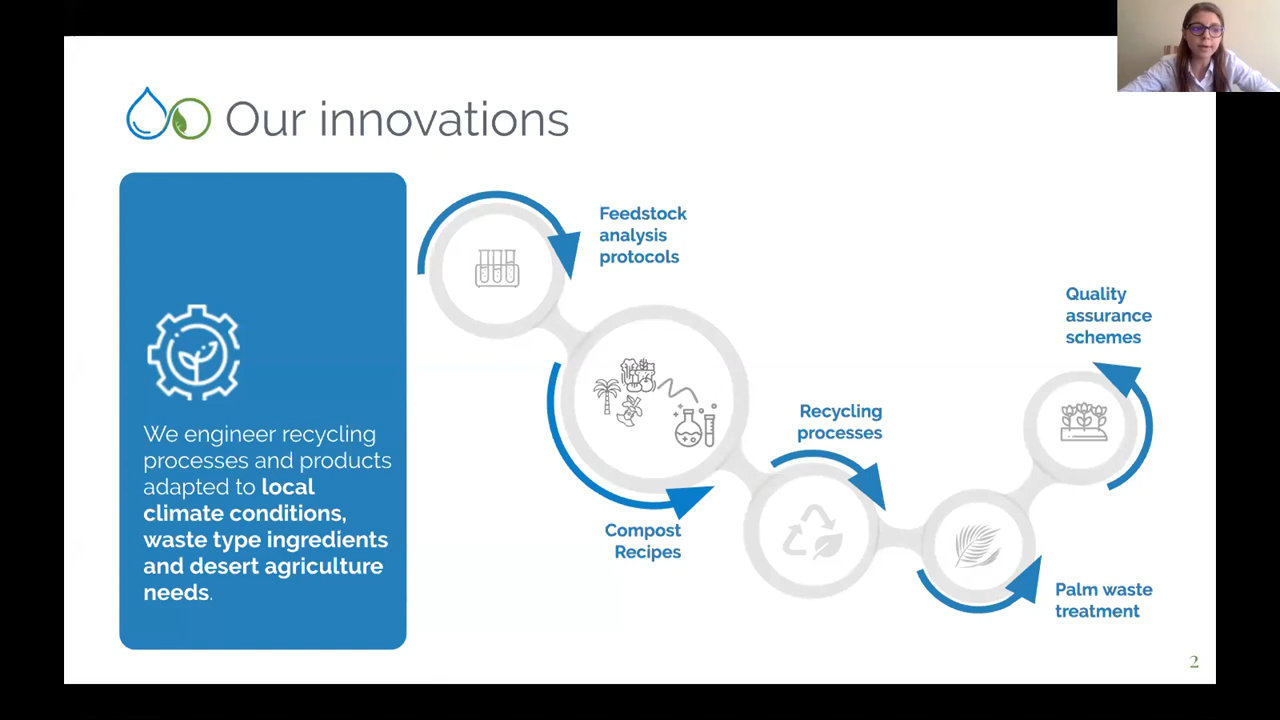 Our innovations
We engineer recycling
processes and products
adapted to local
climate conditions,
waste type ingredients
and desert agriculture
needs.
Feedstock
analysis
protocols
Compost
Recipes
Recycling
processes
Palm waste
treatment
Quality
assurance
schemes
2